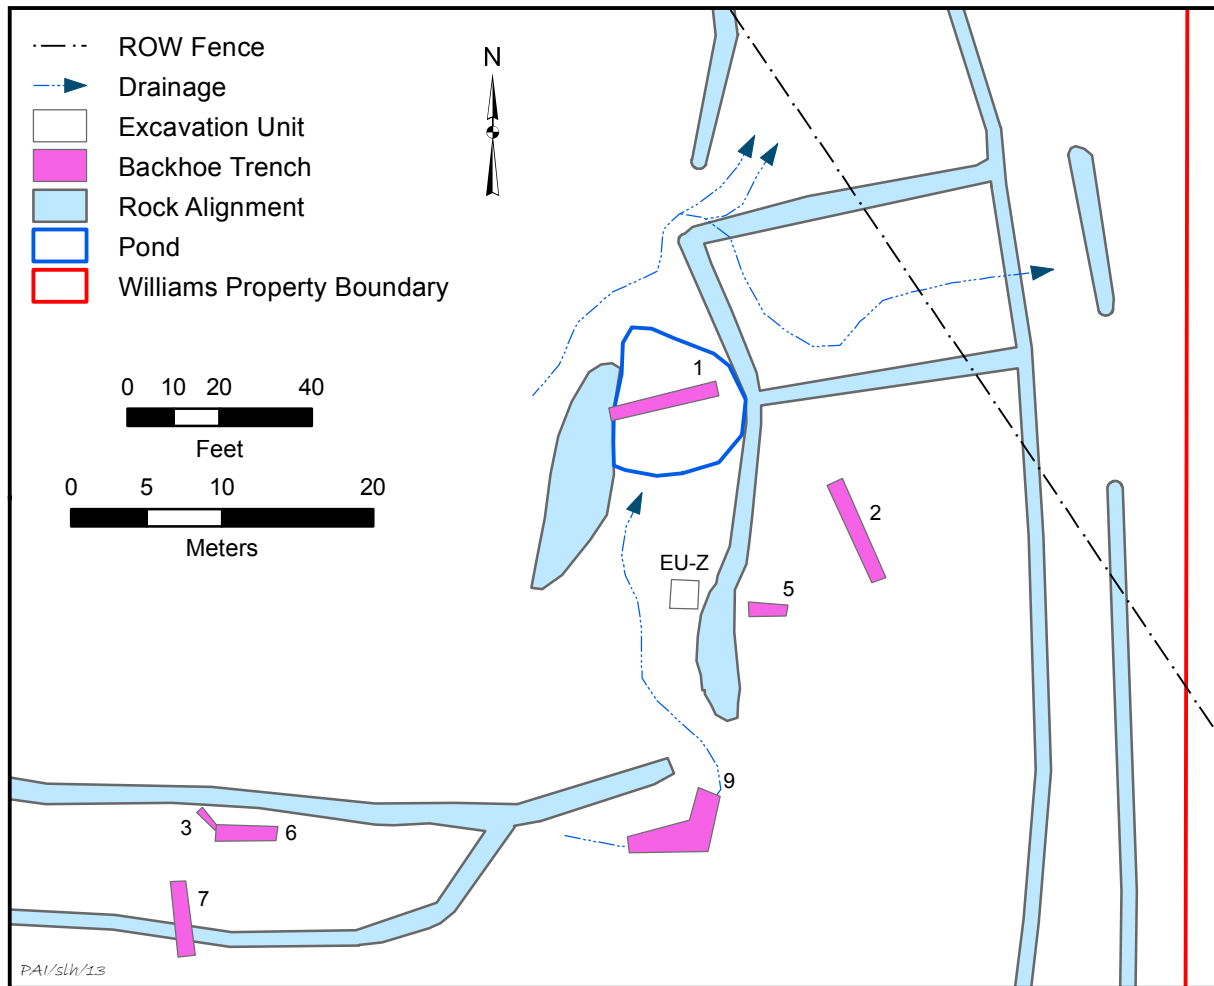 ROW Fence
Drainage
Excavation Unit
Backhoe Trench
Rock Alignment
Pond
Williams Property Boundary
N
0 10 20 40
Feet
0 5 10 20
Meters
1
2
EU-Z
5
9
3
6
7
PAI/slh/13